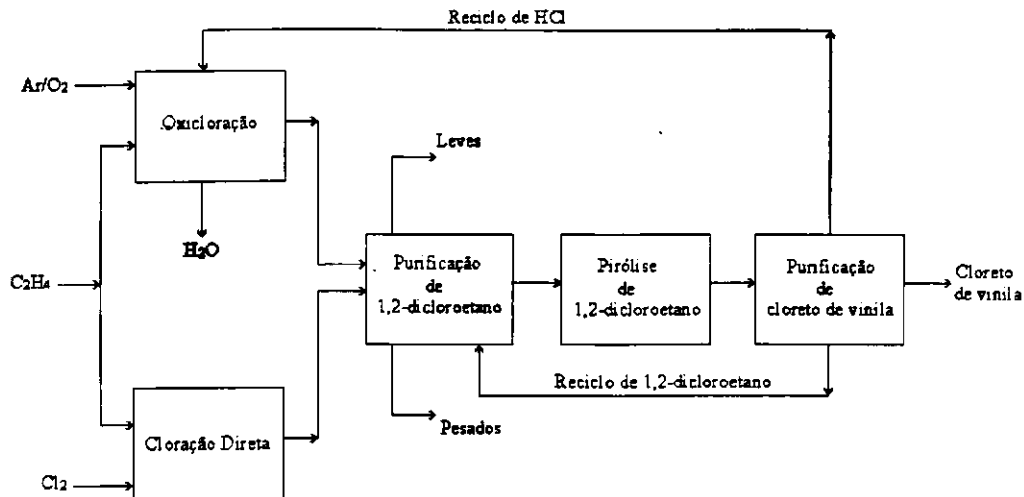 Reciclo de HCl
Ar/O₂
Oxicloração
Leves
H₂O
C₂H₄
Purificação
de
1,2-dicloroetano
Pirólise
de
1,2-dicloroetano
Purificação
de
cloreto de vinila
Cloreto
de vinila
Reciclo de 1,2-dicloroetano
Pesados
Cloração Direta
Cl₂